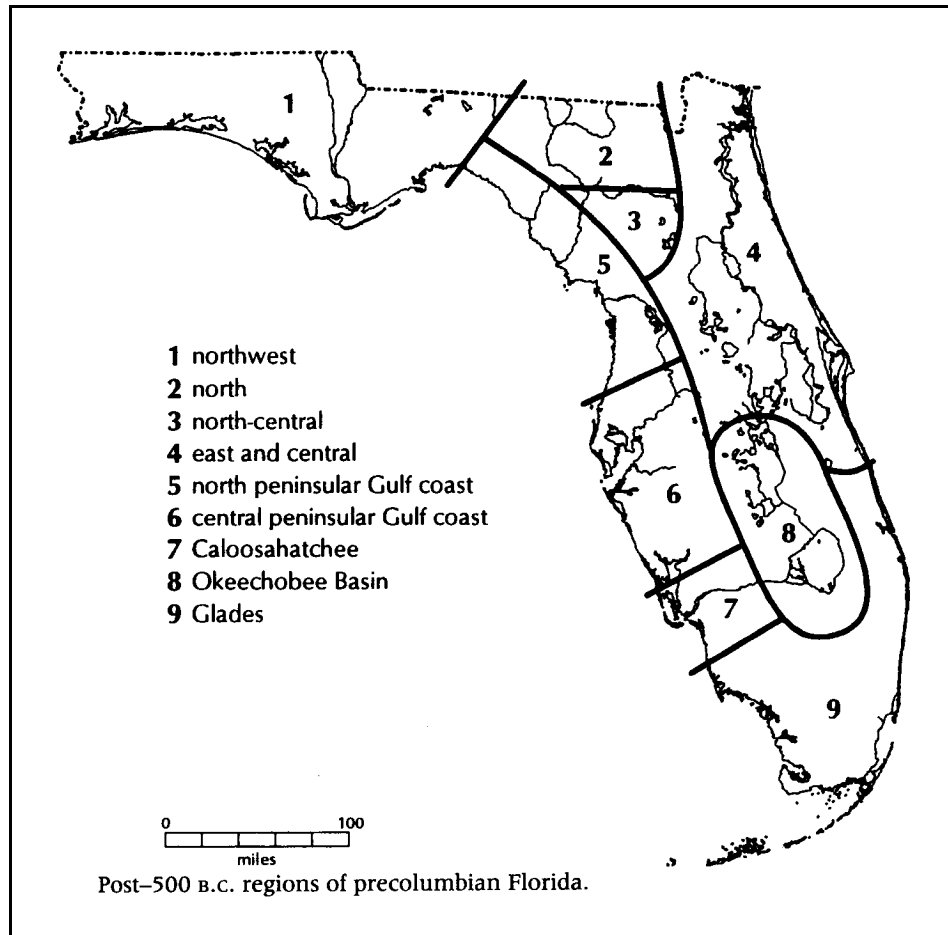 1
2
3
4
5
6
7
8
9
1 northwest
2 north
3 north-central
4 east and central
5 north peninsular Gulf coast
6 central peninsular Gulf coast
7 Caloosahatchee
8 Okeechobee Basin
9 Glades
0 100
miles
Post–500 B.C. regions of precolumbian Florida.